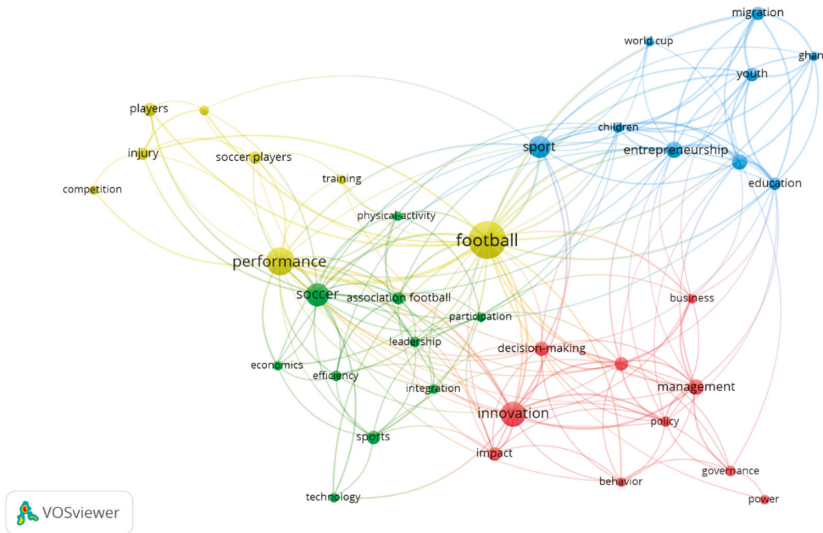 migration
world cup
ghan
youth
players
children
sport
entrepreneurship
injury
soccer players
training
education
competition
physical activity
football
performance
soccer
association football
business
participation
leadership
decision-making
economics
efficiency
management
integration
innovation
policy
sports
impact
governance
behavior
technology
power
VOSviewer